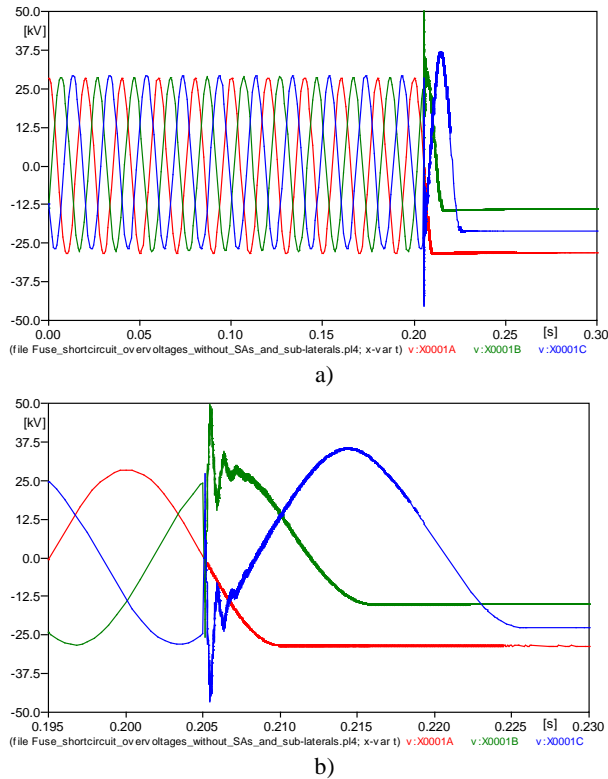 50.0
[kV]
37.5
25.0
12.5
0.0
-12.5
-25.0
-37.5
-50.0
0.00 0.05 0.10 0.15 0.20 0.25 [s] 0.30
(file Fuse_shortcircuit_overvoltages_without_SAs_and_sub-laterals.pl4; x-var t) v:X0001A v:X0001B v:X0001C
a)
50.0
[kV]
37.5
25.0
12.5
0.0
-12.5
-25.0
-37.5
-50.0
0.195 0.200 0.205 0.210 0.215 0.220 0.225 [s] 0.230
(file Fuse_shortcircuit_overvoltages_without_SAs_and_sub-laterals.pl4; x-var t) v:X0001A v:X0001B v:X0001C
b)